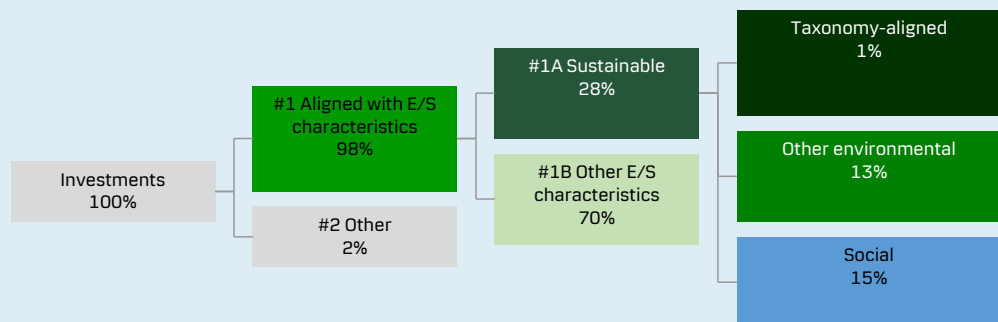 Investments
100%
#1 Aligned with E/S
characteristics
98%
#2 Other
2%
#1A Sustainable
28%
#1B Other E/S
characteristics
70%
Taxonomy-aligned
1%
Other environmental
13%
Social
15%